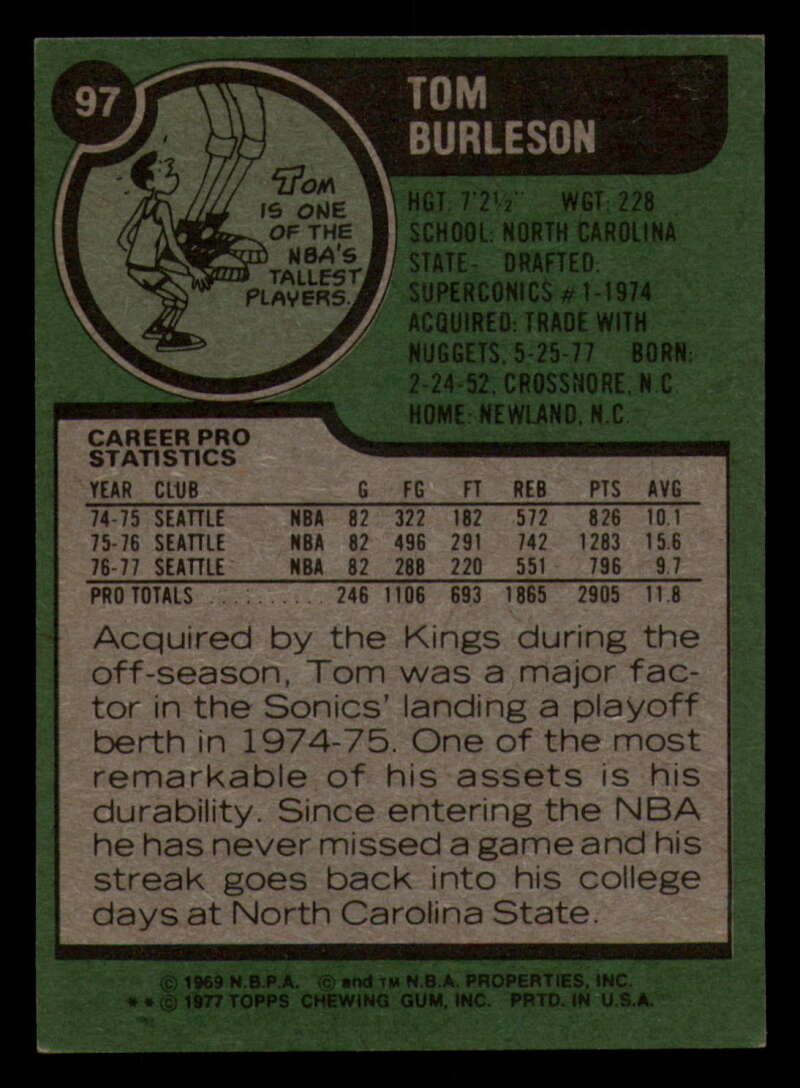 97
TOM
BURLESON
TOM
IS ONE
OF THE
NBA'S
TALLEST
PLAYERS.
HGT: 7'2½" WGT: 228
SCHOOL: NORTH CAROLINA
STATE- DRAFTED:
SUPERCONICS #1-1974
ACQUIRED: TRADE WITH
NUGGETS, 5-25-77 BORN:
2-24-52, CROSSNORE, N.C.
HOME: NEWLAND, N.C.
CAREER PRO
STATISTICS
YEAR CLUB G FG FT REB PTS AVG
74-75 SEATTLE NBA 82 322 182 572 826 10.1
75-76 SEATTLE NBA 82 496 291 742 1283 15.6
76-77 SEATTLE NBA 82 288 220 551 796 9.7
PRO TOTALS ............ 246 1106 693 1865 2905 11.8
Acquired by the Kings during the
off-season, Tom was a major fac-
tor in the Sonics' landing a playoff
berth in 1974-75. One of the most
remarkable of his assets is his
durability. Since entering the NBA
he has never missed a game and his
streak goes back into his college
days at North Carolina State.
© 1969 N.B.P.A. © and TM N.B.A. PROPERTIES, INC.
* * © 1977 TOPPS CHEWING GUM, INC. PRTD. IN U.S.A.